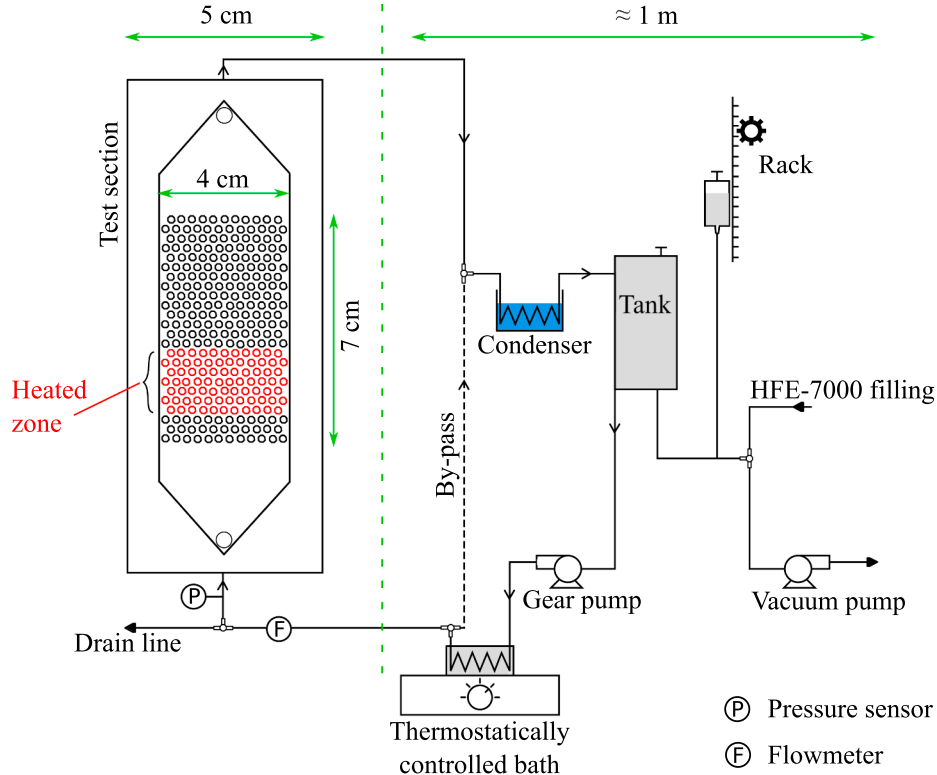 5 cm
≈ 1 m
Test section
4 cm
7 cm
Rack
Tank
Condenser
Heated
zone
By-pass
HFE-7000 filling
Gear pump
Vacuum pump
P
F
Drain line
Thermostatically
controlled bath
P Pressure sensor
F Flowmeter